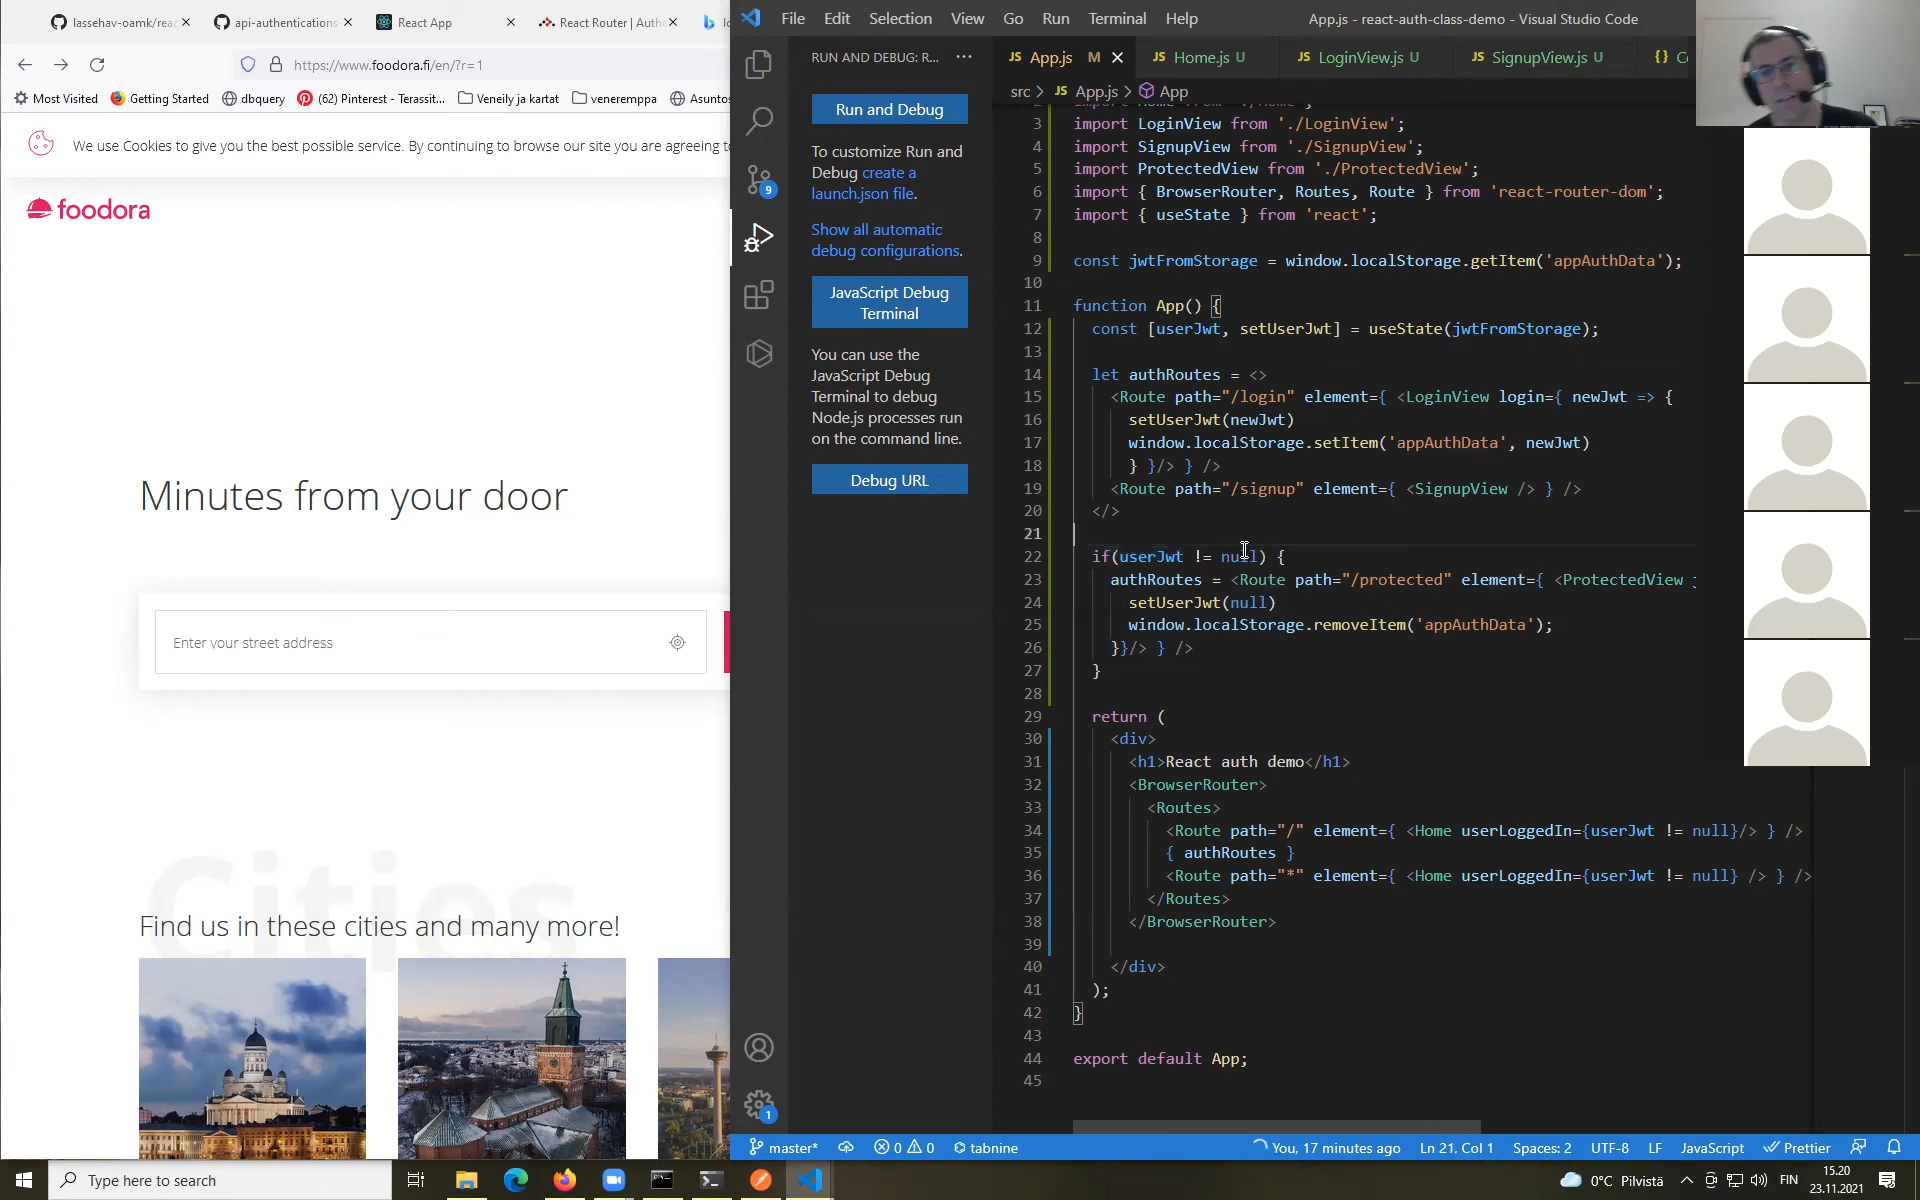 lassehav-oamk/rea
api-authentications
React App
React Router | Auth
File Edit Selection View Go Run Terminal Help
App.js - react-auth-class-demo - Visual Studio Code
https://www.foodora.fi/en/?r=1
Most Visited
Getting Started
dbquery
(62) Pinterest - Terassit...
Veneily ja kartat
veneremppa
Asuntos
We use Cookies to give you the best possible service. By continuing to browse our site you are agreeing to
foodora
Minutes from your door
Enter your street address
Cities
Find us in these cities and many more!
RUN AND DEBUG: R...
Run and Debug
To customize Run and
Debug create a
launch.json file.
Show all automatic
debug configurations.
JavaScript Debug
Terminal
You can use the
JavaScript Debug
Terminal to debug
Node.js processes run
on the command line.
Debug URL
9
1
JS App.js M
JS Home.js U
JS LoginView.js U
JS SignupView.js U
{} C
src > JS App.js > App
import Home from './Home';
3 import LoginView from './LoginView';
4 import SignupView from './SignupView';
5 import ProtectedView from './ProtectedView';
6 import { BrowserRouter, Routes, Route } from 'react-router-dom';
7 import { useState } from 'react';
8
9 const jwtFromStorage = window.localStorage.getItem('appAuthData');
10
11 function App() {
12 const [userJwt, setUserJwt] = useState(jwtFromStorage);
13
14 let authRoutes = <>
15 <Route path="/login" element={ <LoginView login={ newJwt => {
16 setUserJwt(newJwt)
17 window.localStorage.setItem('appAuthData', newJwt)
18 } }/> } />
19 <Route path="/signup" element={ <SignupView /> } />
20 </>
21
22 if(userJwt != null) {
23 authRoutes = <Route path="/protected" element={ <ProtectedView
24 setUserJwt(null)
25 window.localStorage.removeItem('appAuthData');
26 }}/> } />
27 }
28
29 return (
30 <div>
31 <h1>React auth demo</h1>
32 <BrowserRouter>
33 <Routes>
34 <Route path="/" element={ <Home userLoggedIn={userJwt != null}/> } />
35 { authRoutes }
36 <Route path="*" element={ <Home userLoggedIn={userJwt != null} /> } />
37 </Routes>
38 </BrowserRouter>
39
40 </div>
41 );
42 }
43
44 export default App;
45
master* 0 0 tabnine
You, 17 minutes ago Ln 21, Col 1 Spaces: 2 UTF-8 LF JavaScript Prettier
Type here to search
0°C Pilvistä
FIN
15.20
23.11.2021